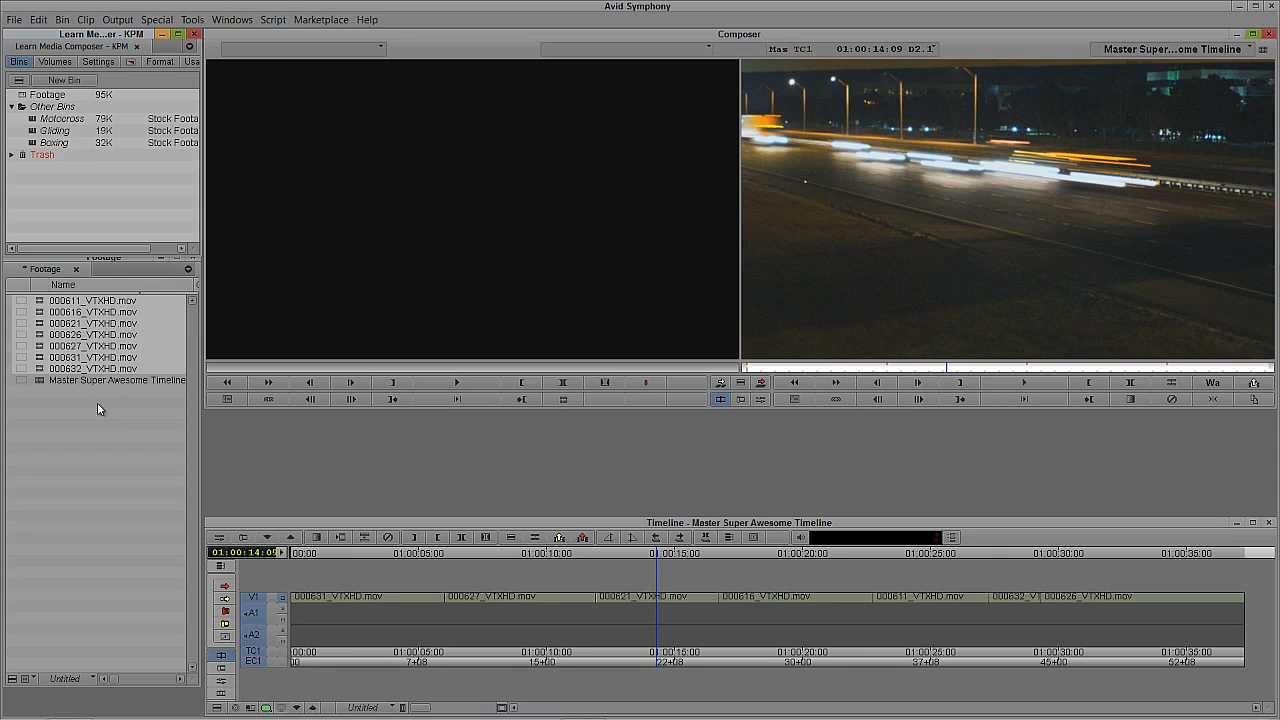 Avid Symphony
File Edit Bin Clip Output Special Tools Windows Script Marketplace Help
Learn Me...er - KPM
Composer
Learn Media Composer - KPM
Mas TC1 01:00:14:09 D2.1
Master Super...ome Timeline
Bins Volumes Settings Format Usa
New Bin
Footage 95K
Other Bins
Motocross 79K Stock Foota
Gliding 19K Stock Foota
Boxing 32K Stock Foota
Trash
Footage
Footage
Name
000611_VTXHD.mov
000616_VTXHD.mov
000621_VTXHD.mov
000626_VTXHD.mov
000627_VTXHD.mov
000631_VTXHD.mov
000632_VTXHD.mov
Master Super Awesome Timeline
Wa
Timeline - Master Super Awesome Timeline
01:00:14:09 00:00 01:00:05:00 01:00:10:00 01:00:15:00 01:00:20:00 01:00:25:00 01:00:30:00 01:00:35:00
V1 000631_VTXHD.mov 000627_VTXHD.mov 000621_VTXHD.mov 000616_VTXHD.mov 000611_VTXHD.mov 000632_VT 000626_VTXHD.mov
A1
A2
TC1 00:00 01:00:05:00 01:00:10:00 01:00:15:00 01:00:20:00 01:00:25:00 01:00:30:00 01:00:35:00
EC1 00 7+08 15+00 22+08 30+00 37+08 45+00 52+08
Untitled
Untitled